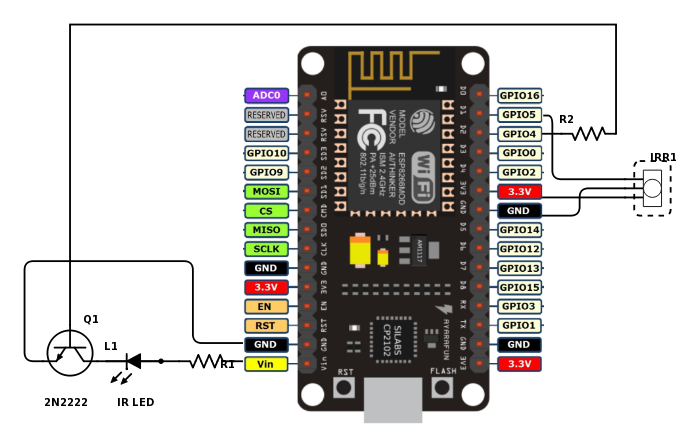 ADC0
RESERVED
RESERVED
GPIO10
GPIO9
MOSI
CS
MISO
SCLK
GND
3.3V
EN
RST
GND
Vin
A0
RSV
RSV
SD3
SD2
SD1
CMD
SD0
CLK
GND
3V3
EN
RST
GND
Vin
MODEL
VENDOR
ESP8266MOD
AI/THINKER
ISM 2.4GHz
PA +25dBm
802.11b/g/n
FC
Wi Fi
AM1117
SILABS
CP2102
AYARAFUN
RST
FLASH
D0
D1
D2
D3
D4
3V3
GND
D5
D6
D7
D8
RX
TX
GND
3V3
GPIO16
GPIO5
GPIO4
GPIO0
GPIO2
3.3V
GND
GPIO14
GPIO12
GPIO13
GPIO15
GPIO3
GPIO1
GND
3.3V
R2
IRR1
Q1
L1
R1
2N2222
IR LED